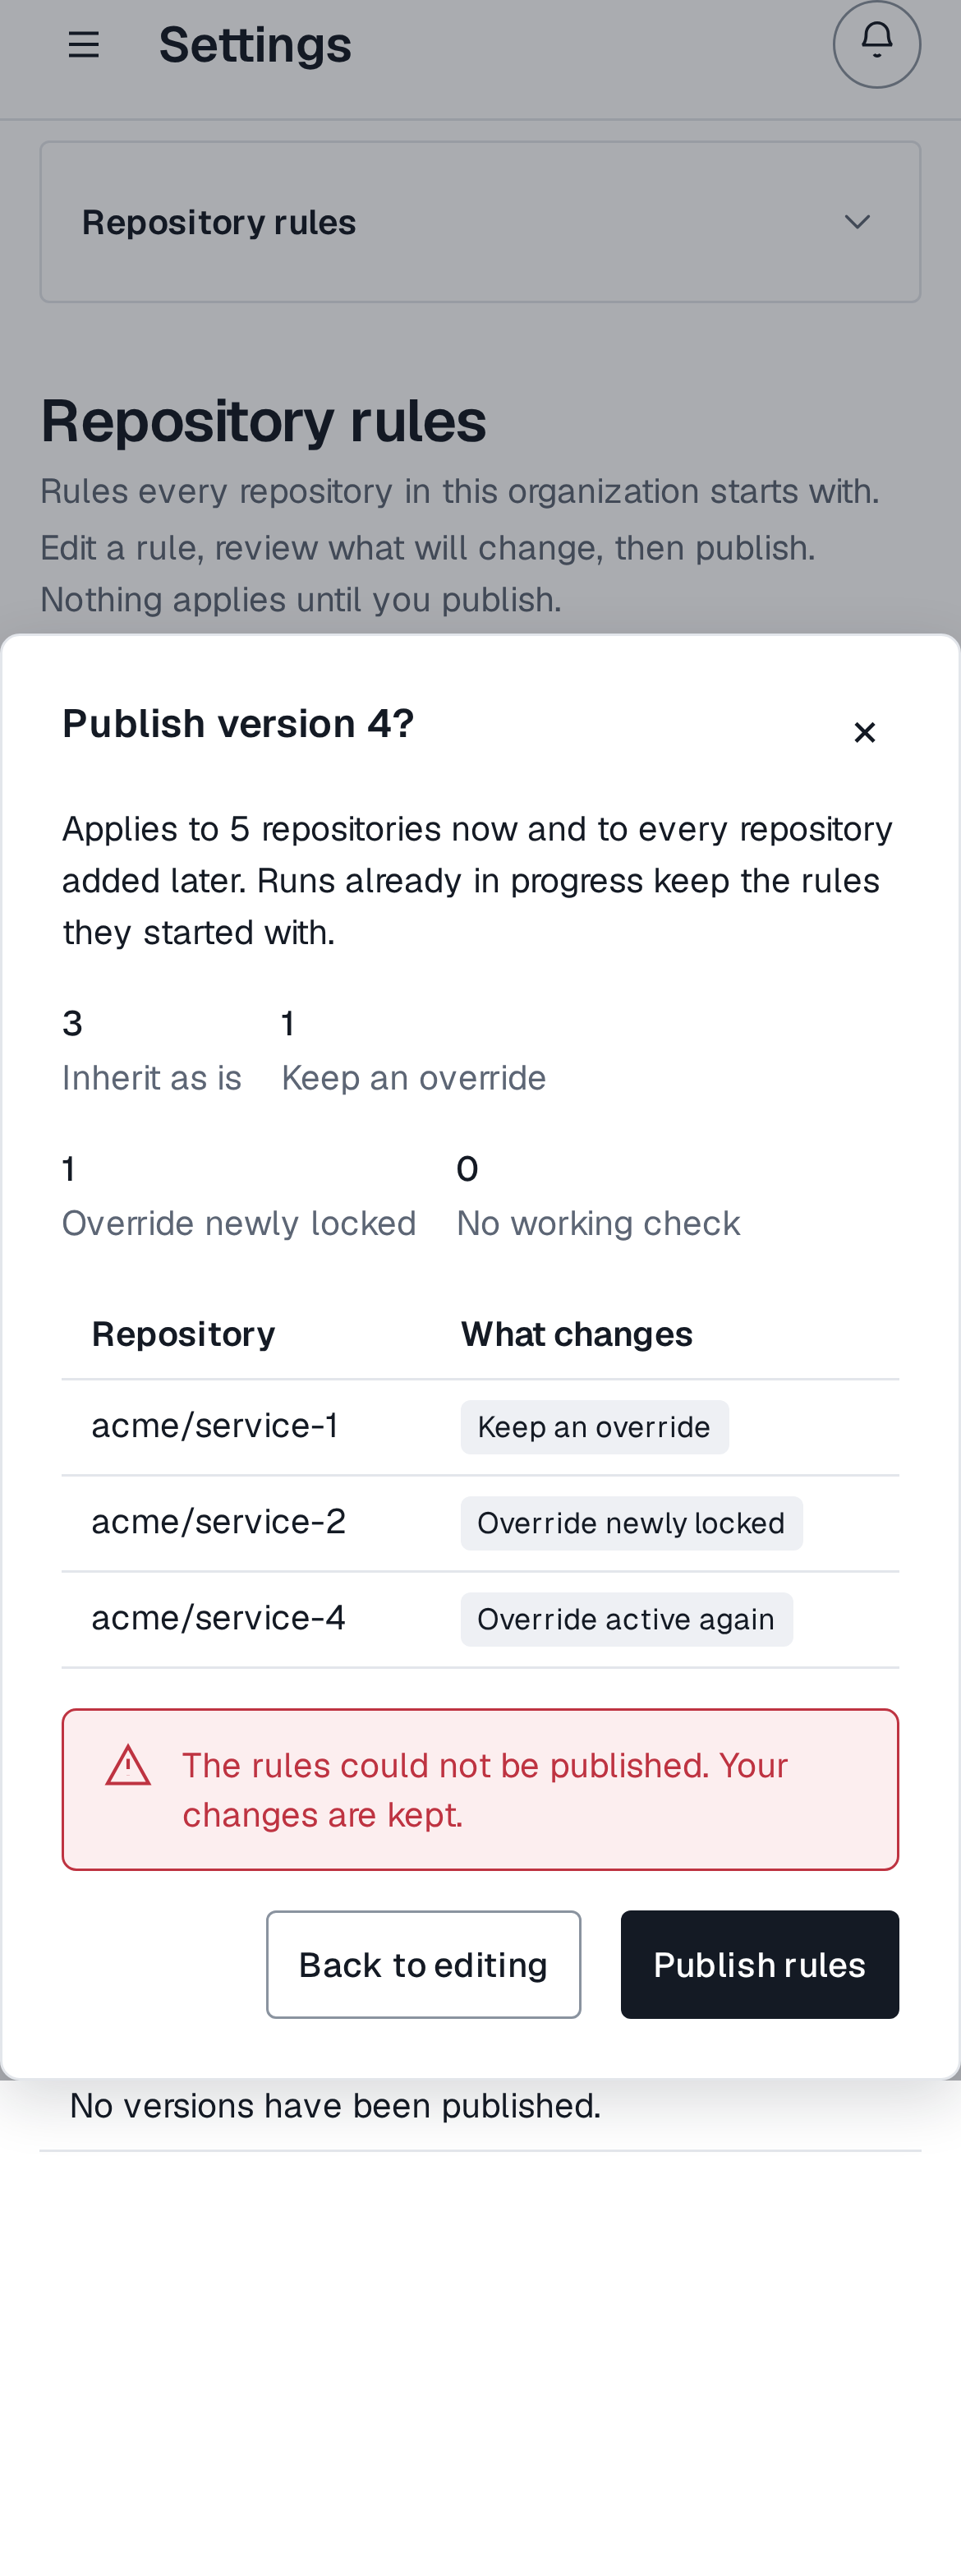 Settings
Repository rules
Repository rules
Rules every repository in this organization starts with.
Edit a rule, review what will change, then publish.
Nothing applies until you publish.
Publish version 4?
Applies to 5 repositories now and to every repository
added later. Runs already in progress keep the rules
they started with.
3
Inherit as is
1
Keep an override
1
Override newly locked
0
No working check
Repository What changes
acme/service-1 Keep an override
acme/service-2 Override newly locked
acme/service-4 Override active again
The rules could not be published. Your
changes are kept.
Back to editing
Publish rules
No versions have been published.